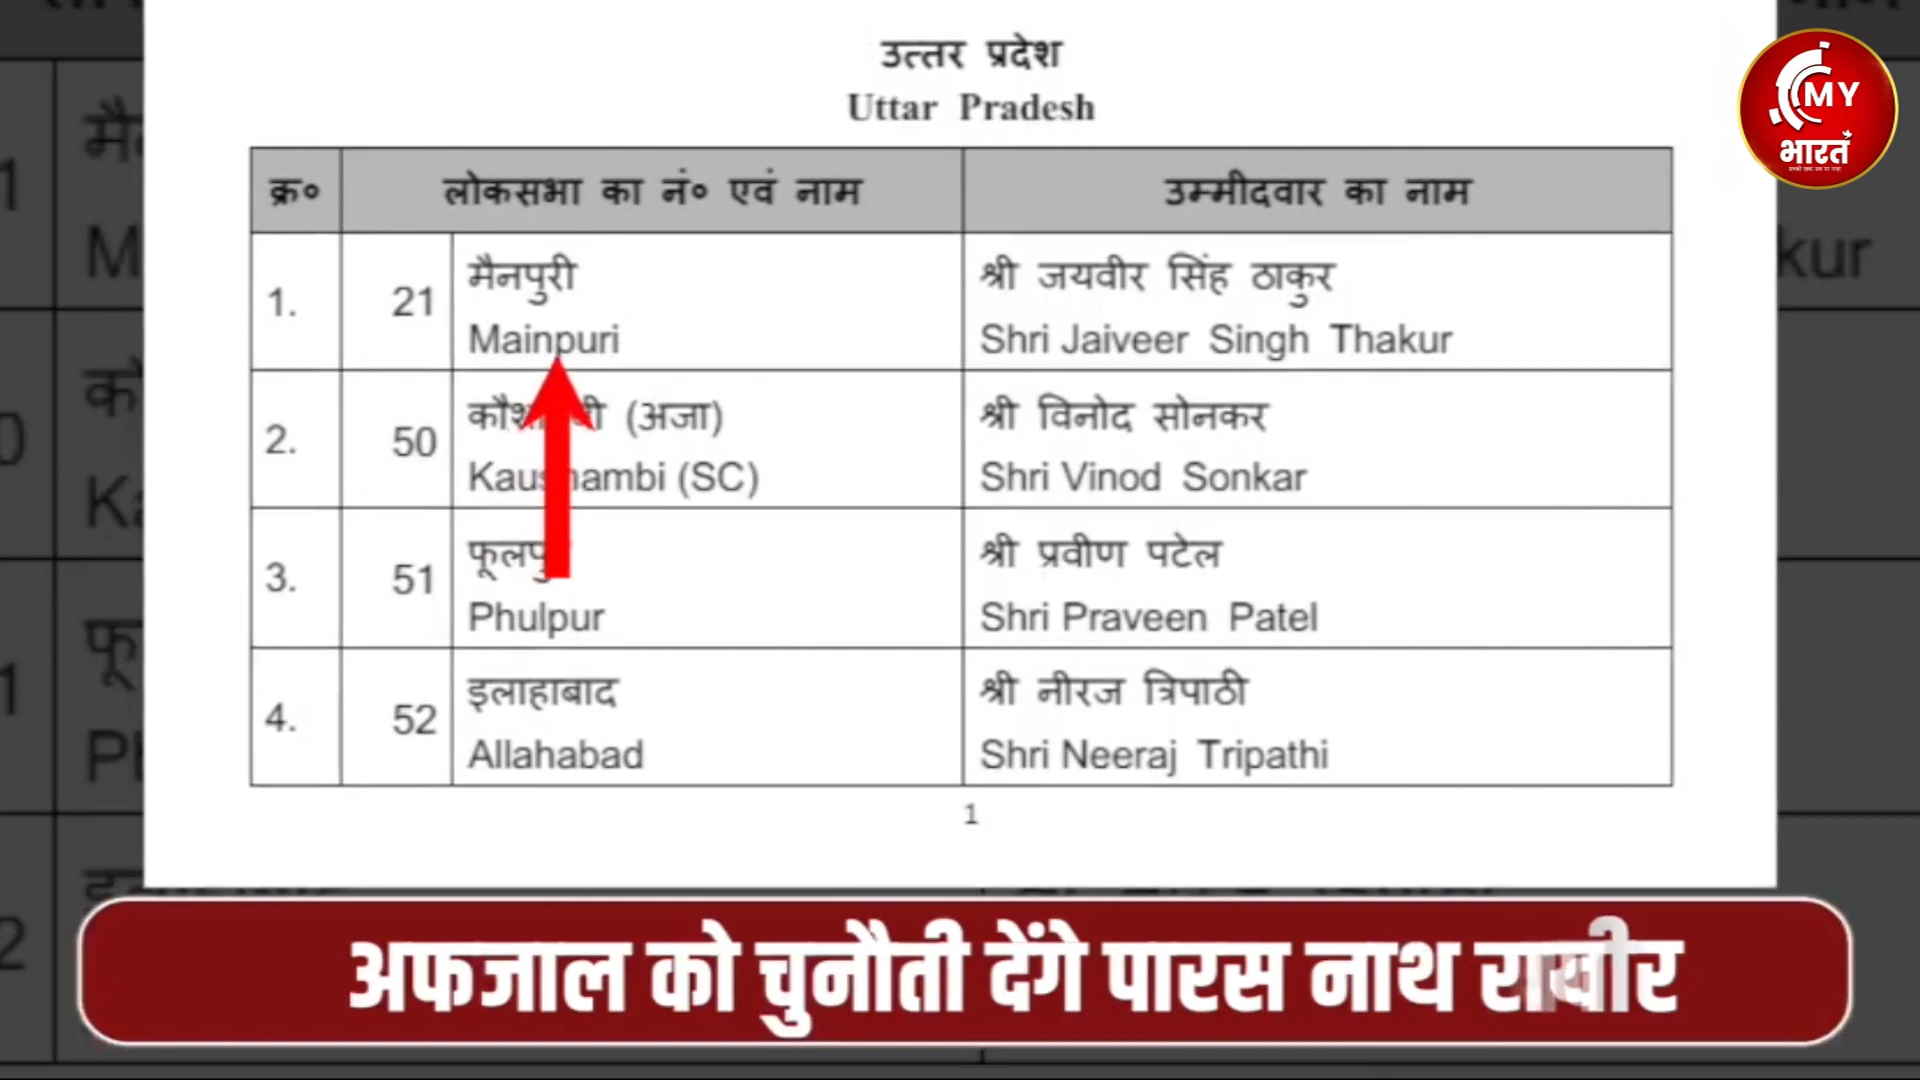 उत्तर प्रदेश
Uttar Pradesh
क्र० लोकसभा का नं० एवं नाम उम्मीदवार का नाम
1. 21 मैनपुरी श्री जयवीर सिंह ठाकुर
Mainpuri Shri Jaiveer Singh Thakur
2. 50 (अजा) श्री विनोद सोनकर
(SC) Shri Vinod Sonkar
3. 51 श्री प्रवीण पटेल
Phulpur Shri Praveen Patel
4. 52 इलाहाबाद श्री नीरज त्रिपाठी
Allahabad Shri Neeraj Tripathi
1
MY
भारत
अफजाल को चुनौती देंगे पारस नाथ